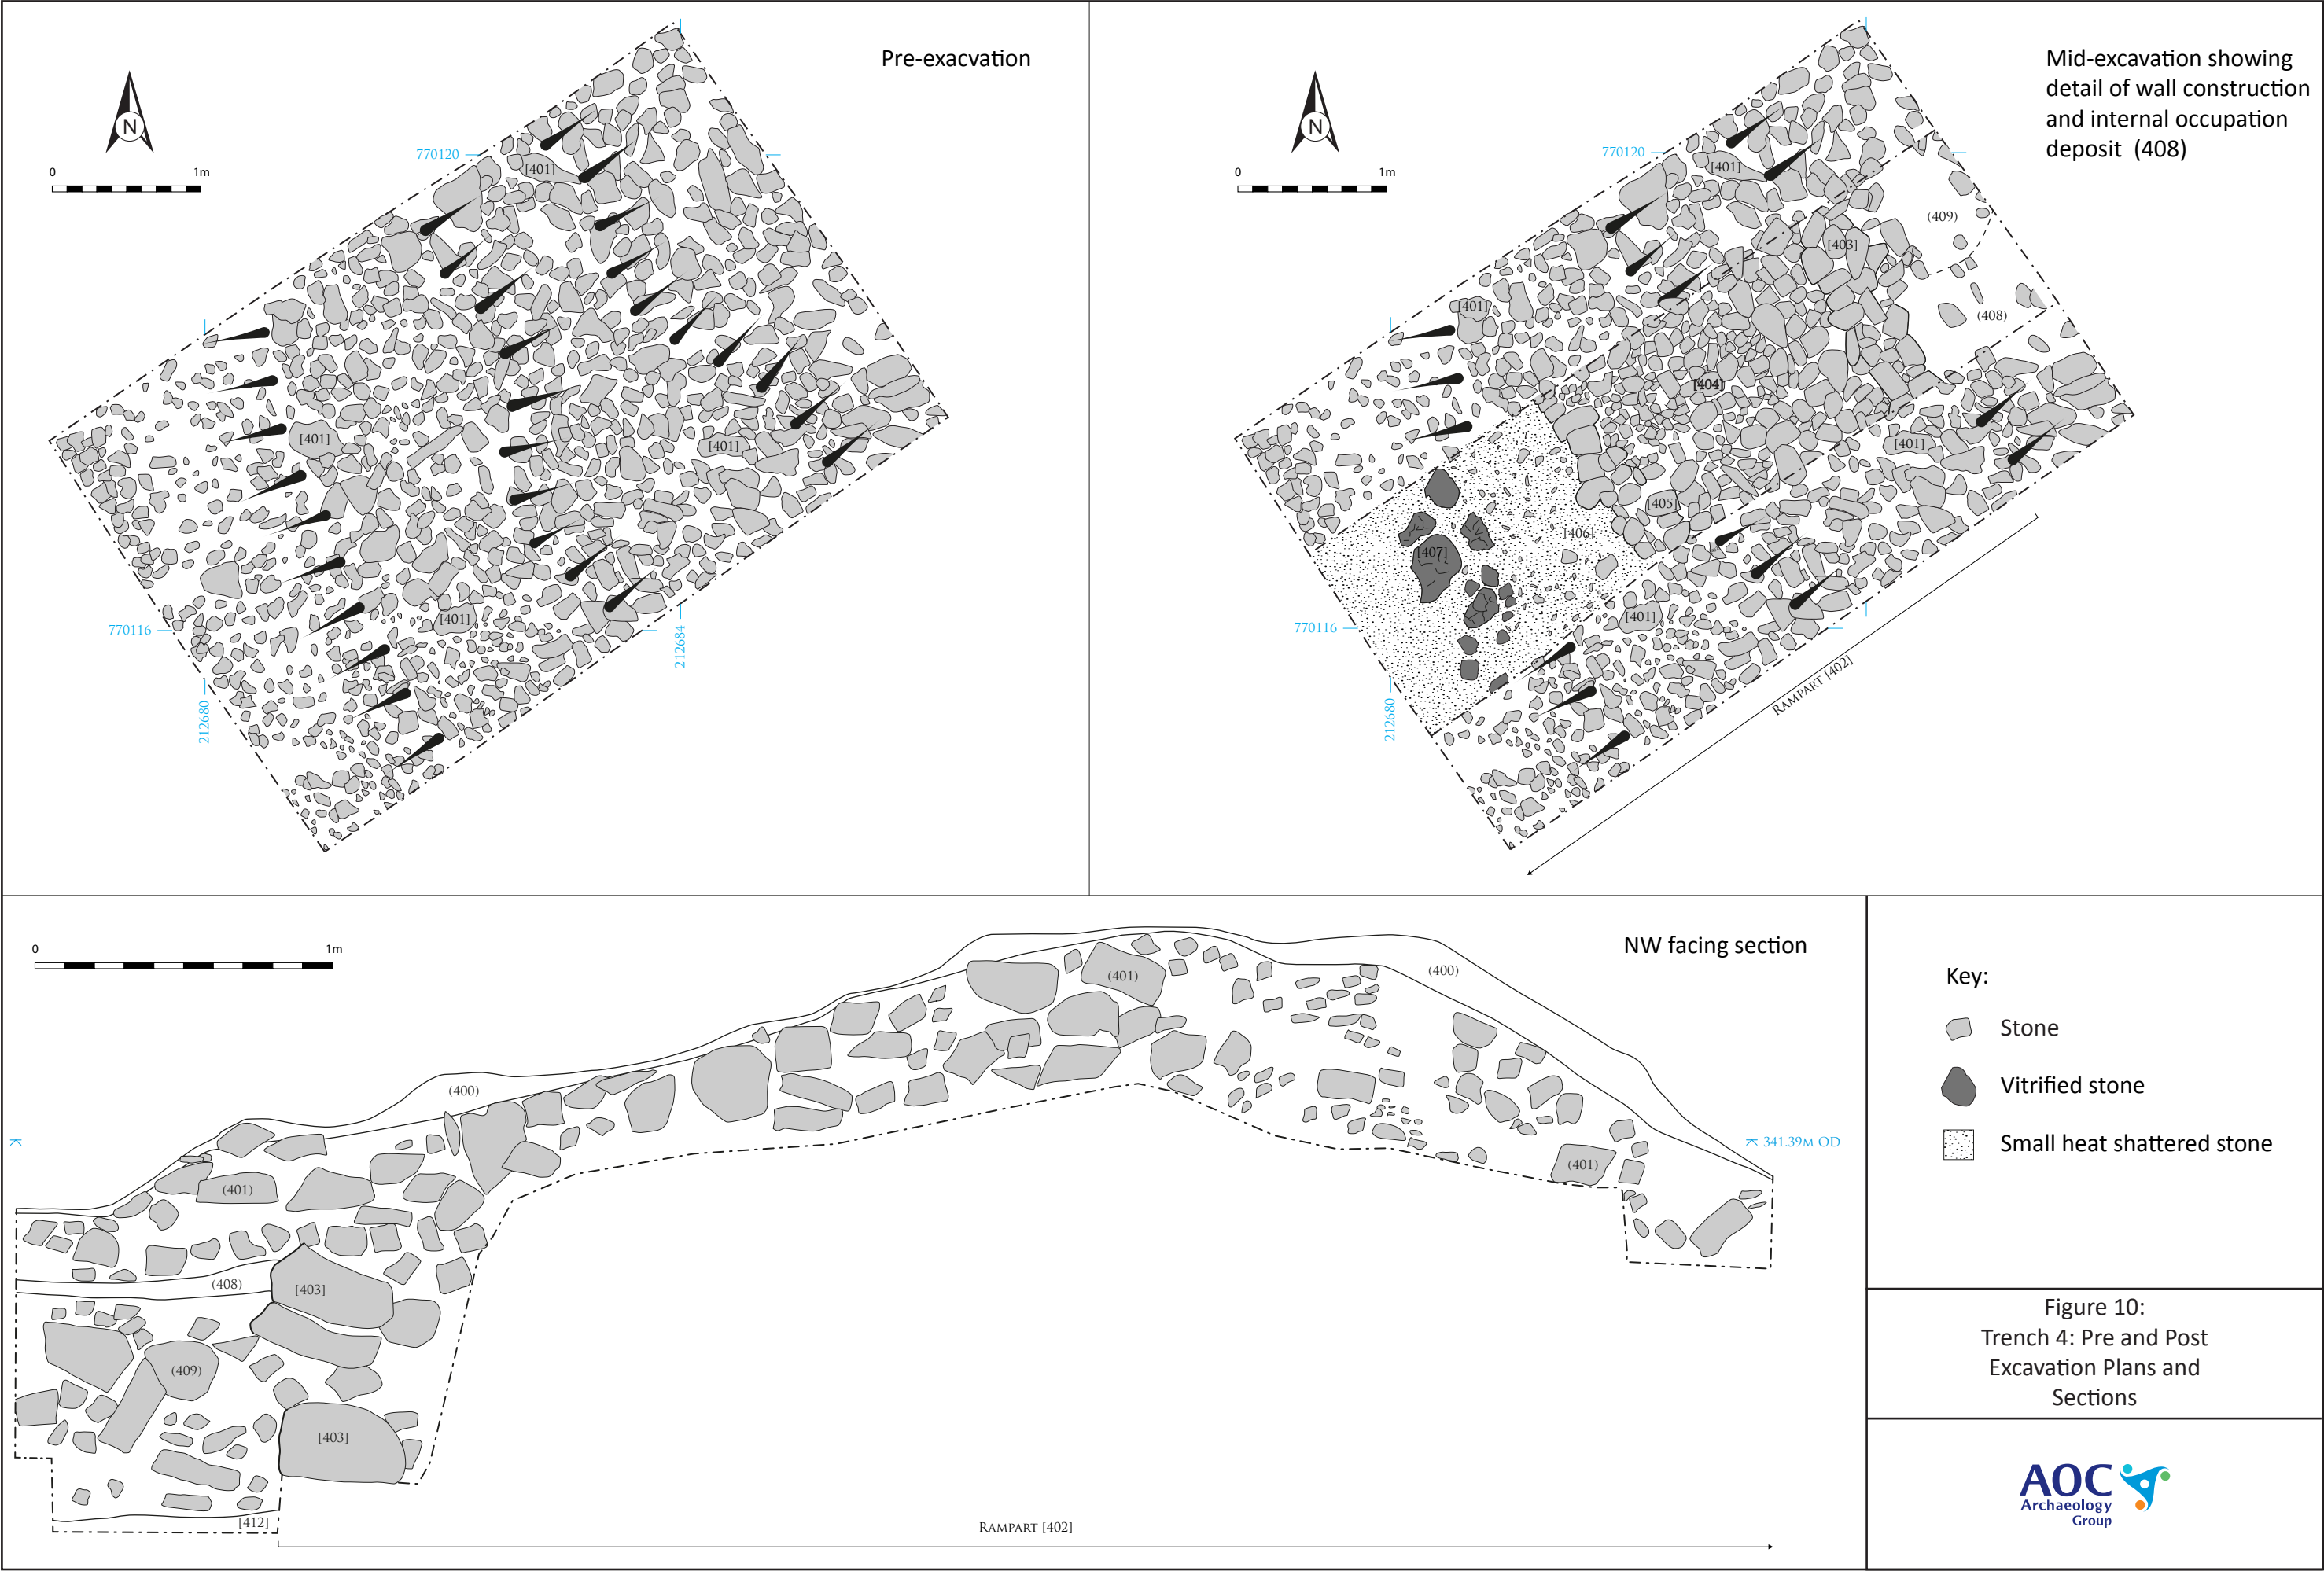 Pre-exacvation
N
0 1m
770120
[401]
[401]
[401]
[401]
770116
212680
212684
Mid-excavation showing
detail of wall construction
and internal occupation
deposit (408)
N
0 1m
770120
[401]
(409)
[403]
[401]
(408)
[404]
[401]
[405]
[406]
[407]
[401]
770116
212680
Rampart [402]
NW facing section
0 1m
(401)
(400)
(400)
341.39m OD
(401)
(401)
(408)
[403]
(409)
[403]
[412]
Rampart [402]
Key:
Stone
Vitrified stone
Small heat shattered stone
Figure 10:
Trench 4: Pre and Post
Excavation Plans and
Sections
AOC
Archaeology
Group